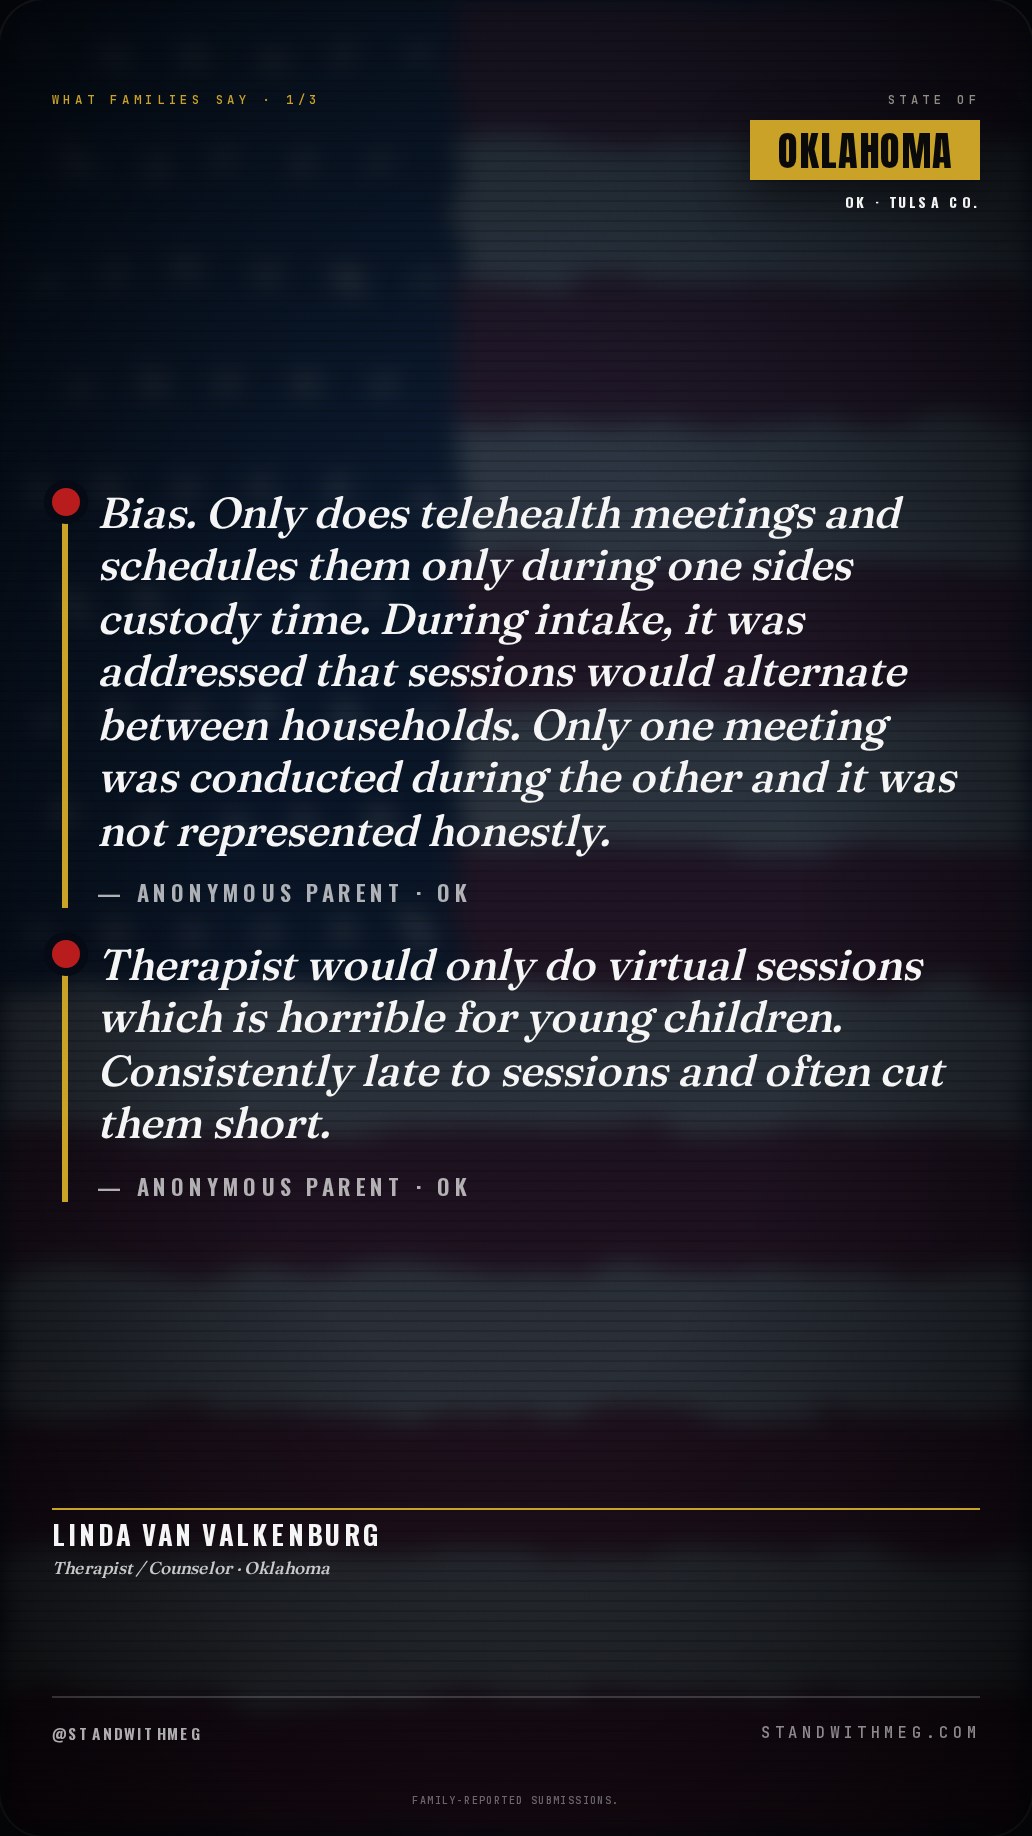 WHAT FAMILIES SAY · 1/3
STATE OF
OKLAHOMA
OK · TULSA CO.
Bias. Only does telehealth meetings and
schedules them only during one sides
custody time. During intake, it was
addressed that sessions would alternate
between households. Only one meeting
was conducted during the other and it was
not represented honestly.
— ANONYMOUS PARENT · OK
Therapist would only do virtual sessions
which is horrible for young children.
Consistently late to sessions and often cut
them short.
— ANONYMOUS PARENT · OK
LINDA VAN VALKENBURG
Therapist / Counselor · Oklahoma
@STANDWITHMEG
STANDWITHMEG.COM
FAMILY-REPORTED SUBMISSIONS.